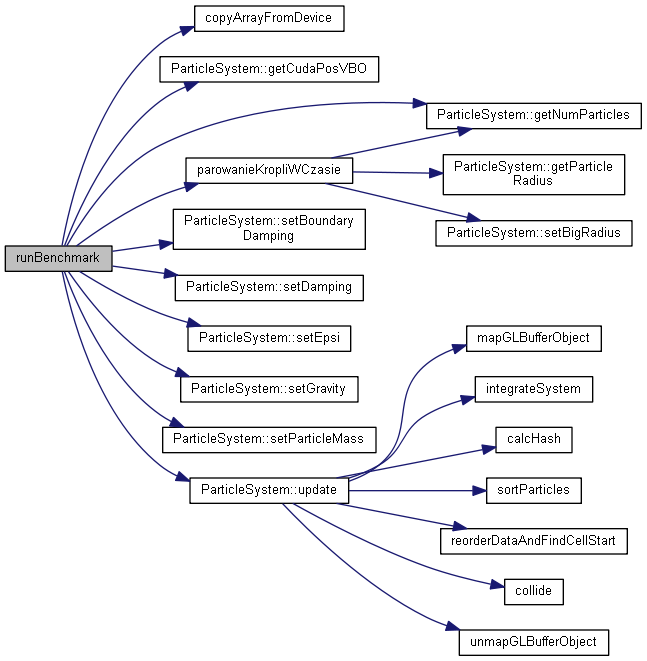 copyArrayFromDevice
ParticleSystem::getCudaPosVBO
ParticleSystem::getNumParticles
parowanieKropliWCzasie
ParticleSystem::getParticle
Radius
ParticleSystem::setBoundary
Damping
ParticleSystem::setBigRadius
runBenchmark
ParticleSystem::setDamping
ParticleSystem::setEpsi
mapGLBufferObject
ParticleSystem::setGravity
integrateSystem
ParticleSystem::setParticleMass
calcHash
ParticleSystem::update
sortParticles
reorderDataAndFindCellStart
collide
unmapGLBufferObject